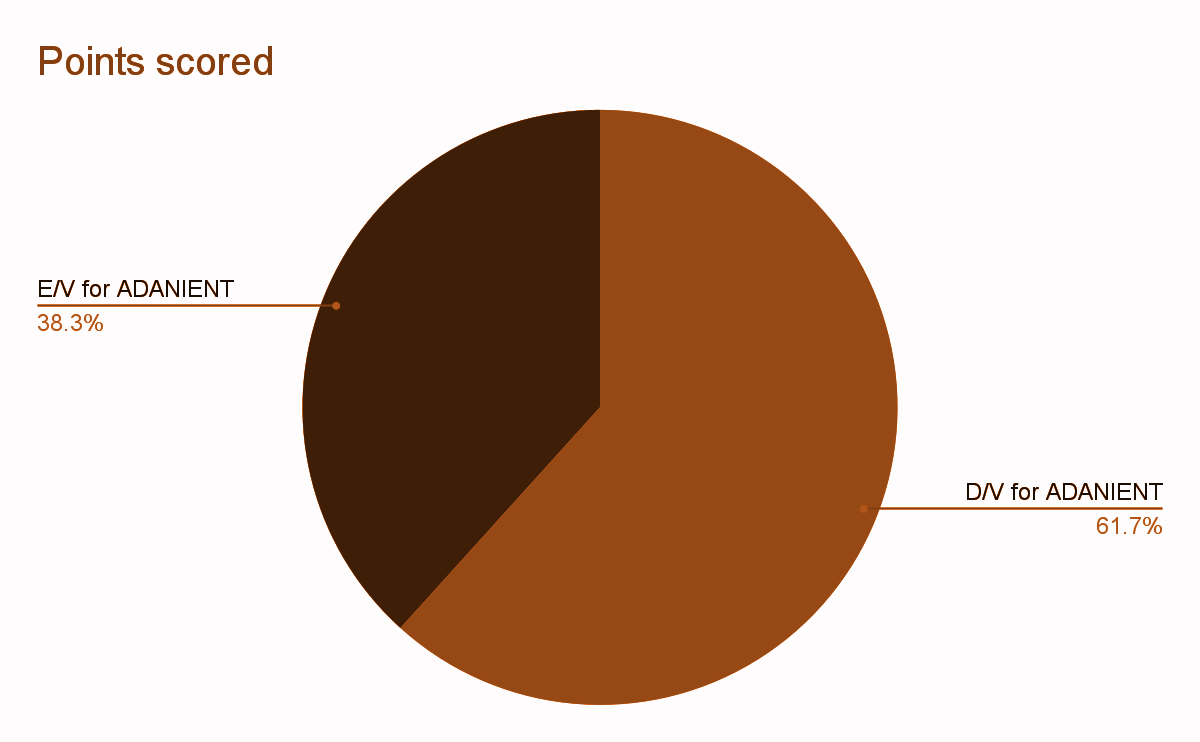 Points scored
E/V for ADANIENT
38.3%
D/V for ADANIENT
61.7%